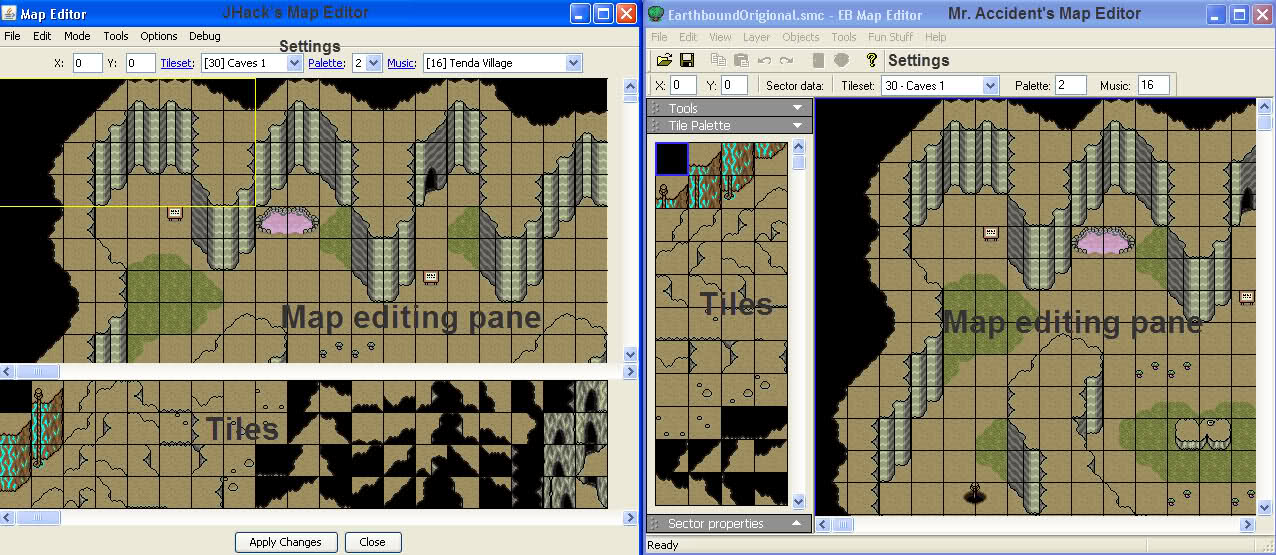 Map Editor
JHack's Map Editor
File Edit Mode Tools Options Debug
Settings
X: 0 Y: 0 Tileset: [30] Caves 1 Palette: 2 Music: [16] Tenda Village
Map editing pane
Tiles
Apply Changes Close
EarthboundOrigional.smc - EB Map Editor
Mr. Accident's Map Editor
File Edit View Layer Objects Tools Fun Stuff Help
Settings
X: 0 Y: 0 Sector data: Tileset: 30 - Caves 1 Palette: 2 Music: 16
Tools
Tile Palette
Tiles
Map editing pane
Sector properties
Ready